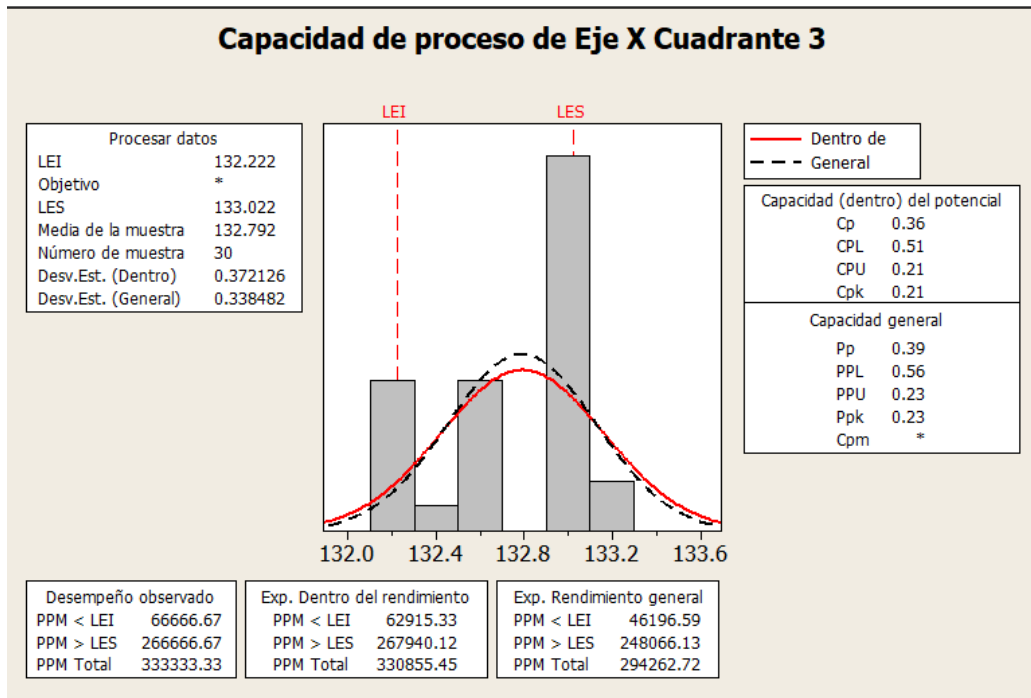 Capacidad de proceso de Eje X Cuadrante 3
LEI LES
Procesar datos
LEI 132.222
Objetivo *
LES 133.022
Media de la muestra 132.792
Número de muestra 30
Desv.Est. (Dentro) 0.372126
Desv.Est. (General) 0.338482
Dentro de
General
Capacidad (dentro) del potencial
Cp 0.36
CPL 0.51
CPU 0.21
Cpk 0.21
Capacidad general
Pp 0.39
PPL 0.56
PPU 0.23
Ppk 0.23
Cpm *
132.0 132.4 132.8 133.2 133.6
Desempeño observado
PPM < LEI 66666.67
PPM > LES 266666.67
PPM Total 333333.33
Exp. Dentro del rendimiento
PPM < LEI 62915.33
PPM > LES 267940.12
PPM Total 330855.45
Exp. Rendimiento general
PPM < LEI 46196.59
PPM > LES 248066.13
PPM Total 294262.72